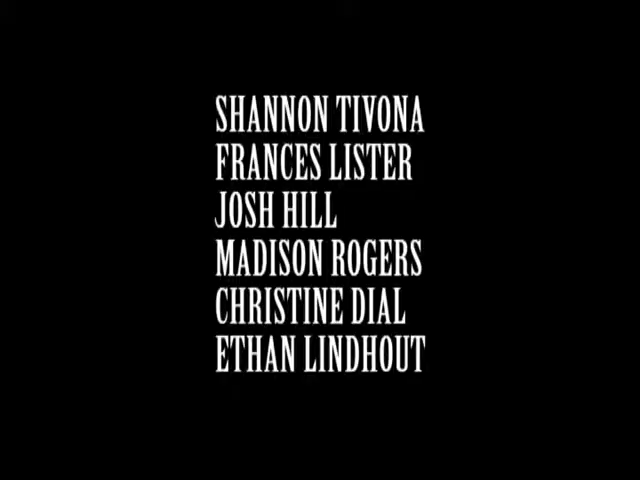 SHANNON TIVONA
FRANCES LISTER
JOSH HILL
MADISON ROGERS
CHRISTINE DIAL
ETHAN LINDHOUT